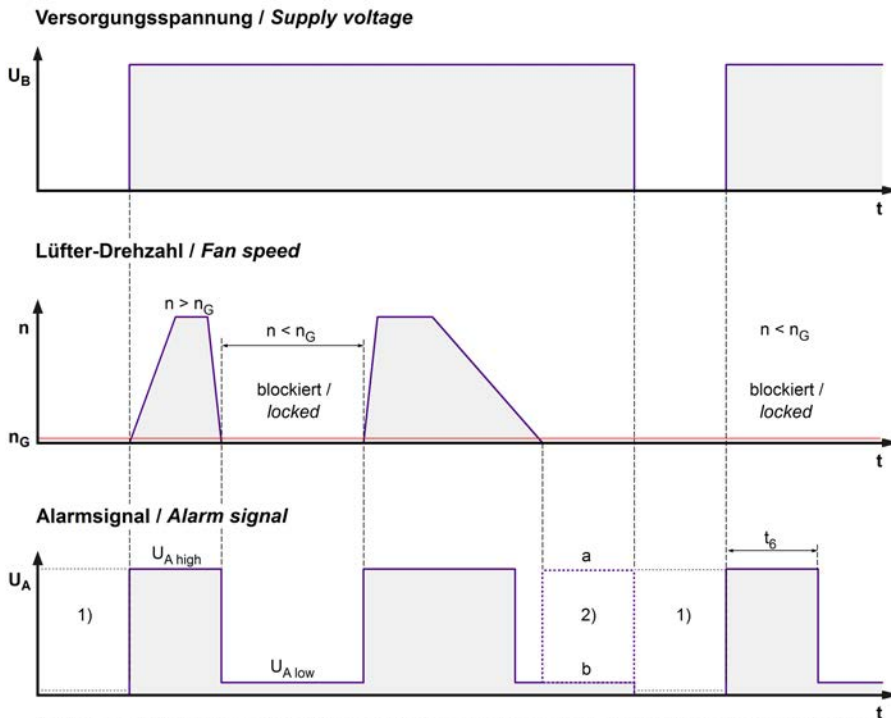 Versorgungsspannung / Supply voltage
U_B
t
Lüfter-Drehzahl / Fan speed
n > n_G
n
n < n_G
n < n_G
blockiert /
locked
blockiert /
locked
n_G
t
Alarmsignal / Alarm signal
U_A high
a
t_6
U_A
1)
2)
1)
U_A low
b
t